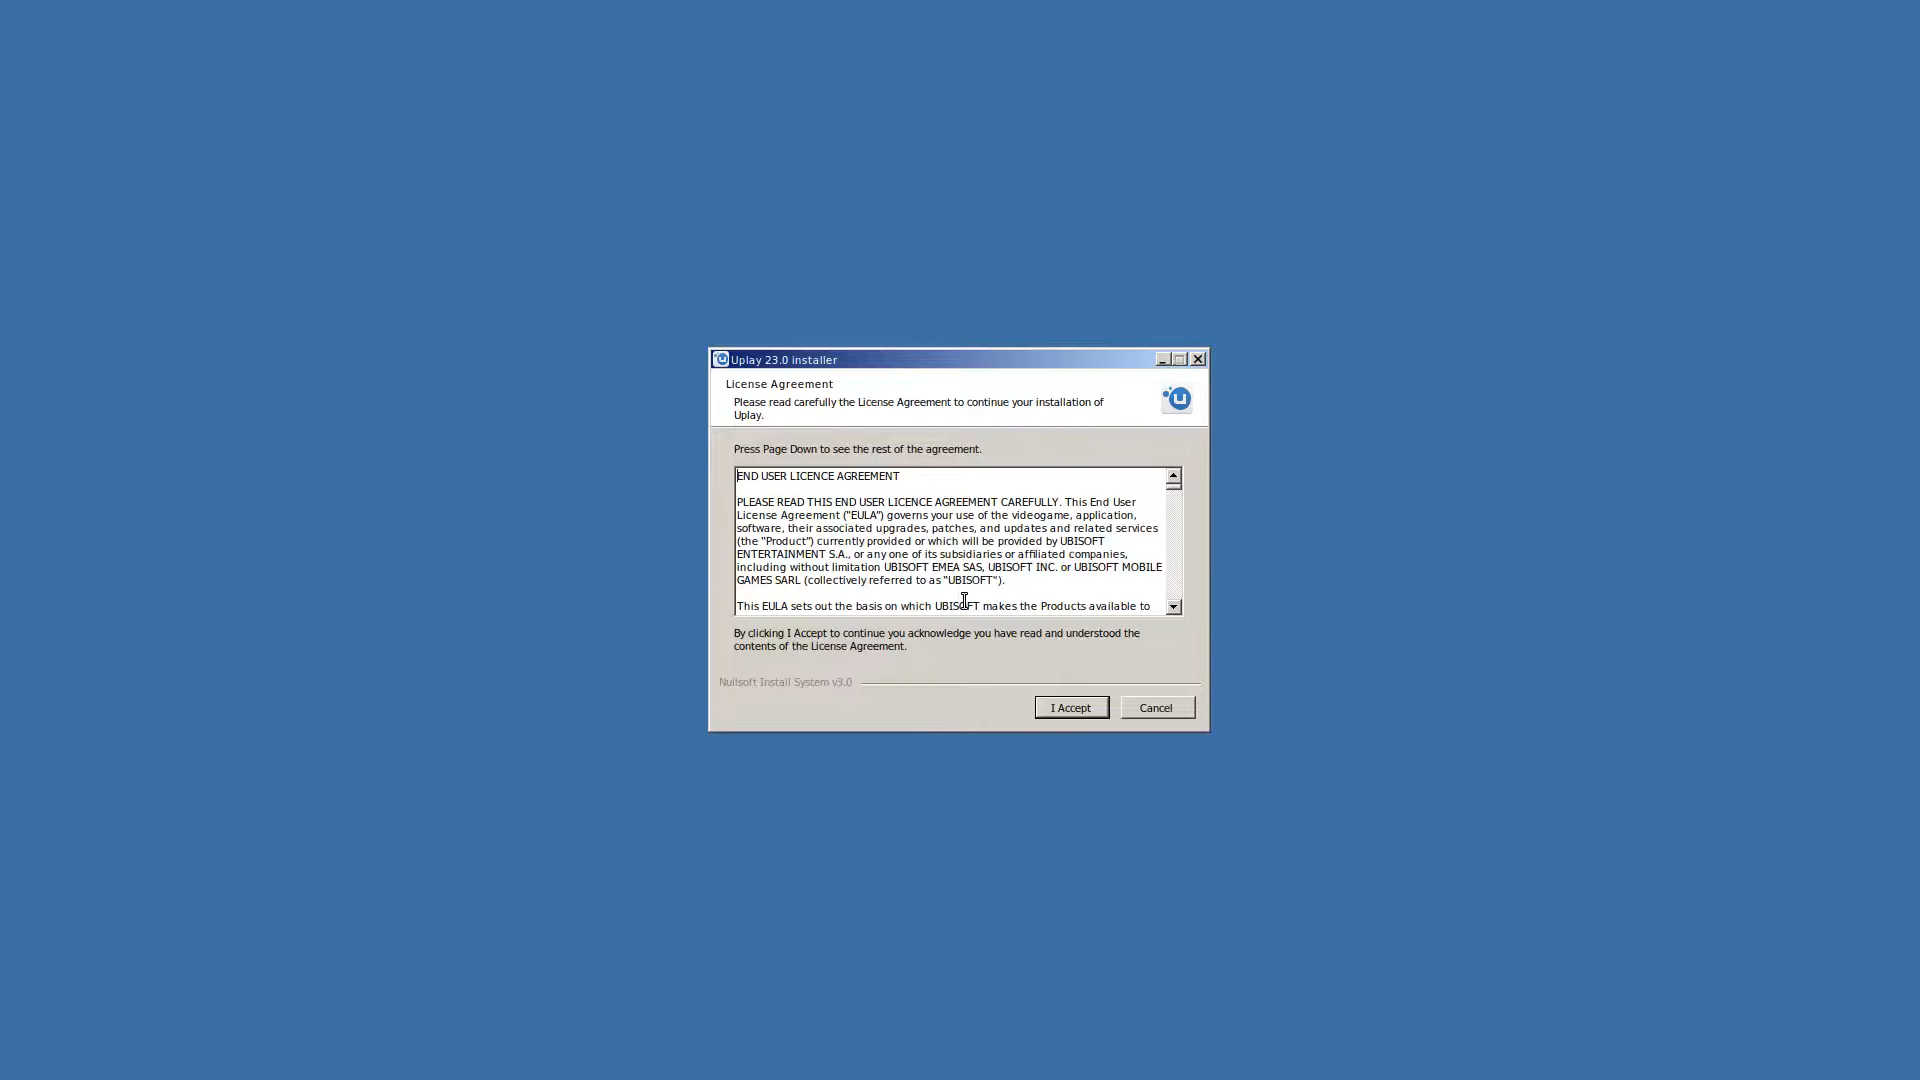 Uplay 23.0 installer
License Agreement
Please read carefully the License Agreement to continue your installation of
Uplay.
Press Page Down to see the rest of the agreement.
END USER LICENCE AGREEMENT
PLEASE READ THIS END USER LICENCE AGREEMENT CAREFULLY. This End User
License Agreement ("EULA") governs your use of the videogame, application,
software, their associated upgrades, patches, and updates and related services
(the "Product") currently provided or which will be provided by UBISOFT
ENTERTAINMENT S.A., or any one of its subsidiaries or affiliated companies,
including without limitation UBISOFT EMEA SAS, UBISOFT INC. or UBISOFT MOBILE
GAMES SARL (collectively referred to as "UBISOFT").
This EULA sets out the basis on which UBISOFT makes the Products available to
By clicking I Accept to continue you acknowledge you have read and understood the
contents of the License Agreement.
Nullsoft Install System v3.0
I Accept
Cancel